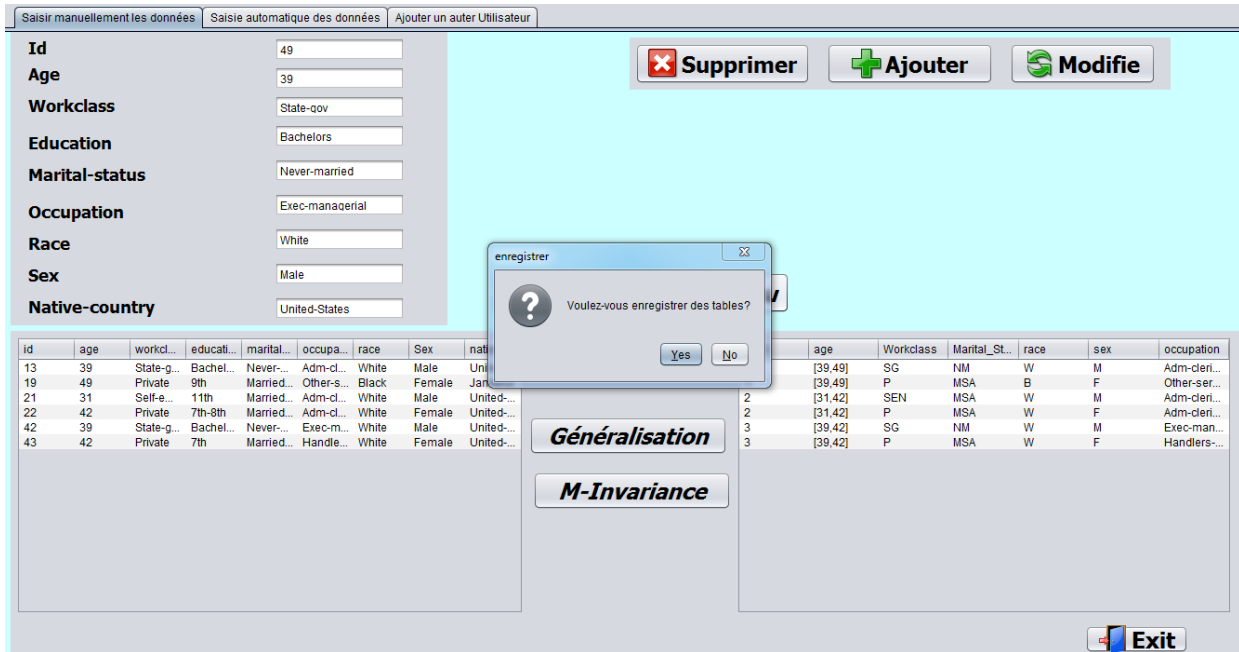 Saisir manuellement les données Saisie automatique des données Ajouter un auter Utilisateur
Id 49
Age 39
Workclass State-gov
Education Bachelors
Marital-status Never-married
Occupation Exec-managerial
Race White
Sex Male
Native-country United-States
Supprimer Ajouter Modifie
enregistrer
Voulez-vous enregistrer des tables?
Yes No
id age workcl... educati... marital... occupa... race Sex
13 39 State-g... Bachel... Never-... Adm-cl... White Male
19 49 Private 9th Married... Other-s... Black Female
21 31 Self-e... 11th Married... Adm-cl... White Male United-...
22 42 Private 7th-8th Married... Adm-cl... White Female United-...
42 39 State-g... Bachel... Never-... Exec-m... White Male United-...
43 42 Private 7th Married... Handle... White Female United-...
Généralisation
M-Invariance
age Workclass Marital_St... race sex occupation
[39,49] SG NM W M Adm-cleri...
[39,49] P MSA B F Other-ser...
2 [31,42] SEN MSA W M Adm-cleri...
2 [31,42] P MSA W F Adm-cleri...
3 [39,42] SG NM W M Exec-man...
3 [39,42] P MSA W F Handlers-...
Exit